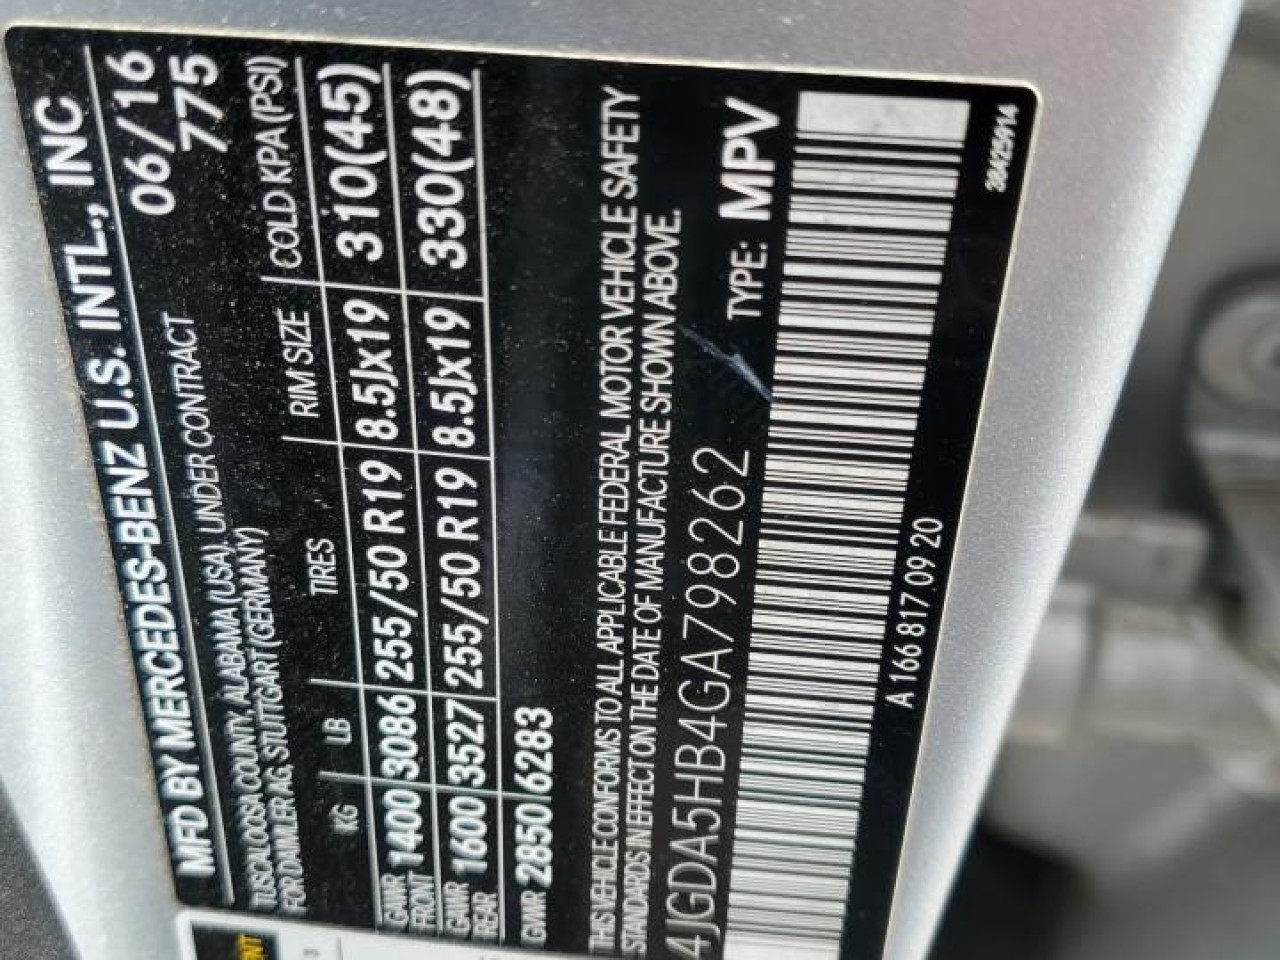 MFD BY MERCEDES-BENZ U.S. INTL., INC
TUSCALOOSA COUNTY, ALABAMA (USA), UNDER CONTRACT 06/16
FOR DAIMLER AG, STUTTGART (GERMANY) 775
KG LB TIRES RIM SIZE COLD KPA (PSI)
GAWR FRONT 1400 3086 255/50 R19 8.5Jx19 310(45)
GAWR REAR 1600 3527 255/50 R19 8.5Jx19 330(48)
GVWR 2850 6283
THIS VEHICLE CONFORMS TO ALL APPLICABLE FEDERAL MOTOR VEHICLE SAFETY
STANDARDS IN EFFECT ON THE DATE OF MANUFACTURE SHOWN ABOVE.
4JGDA5HB4GA798262 TYPE: MPV
A 166 817 09 20
38425914